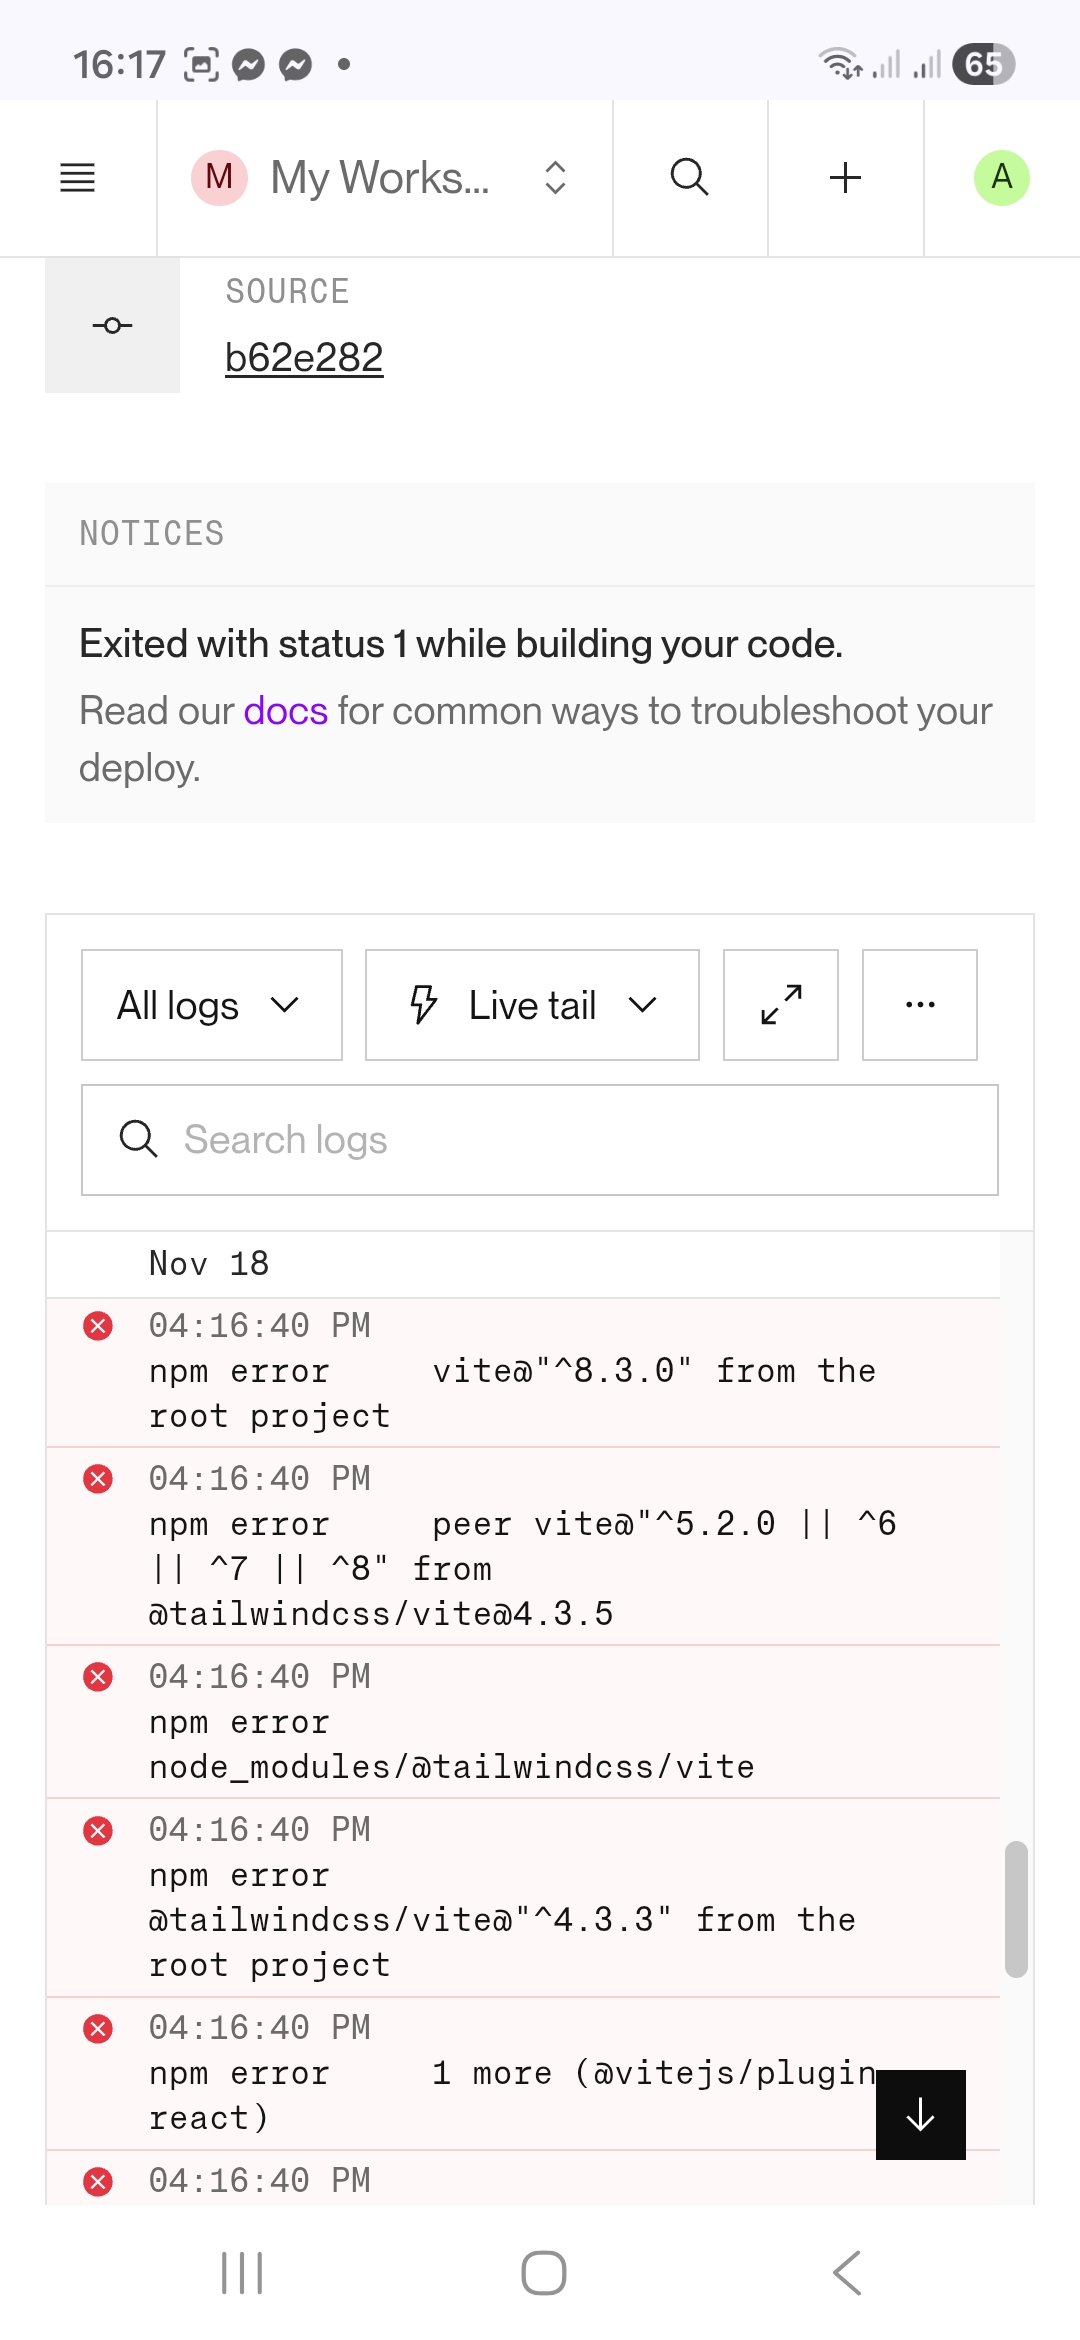 16:17
65
M My Works...
A
SOURCE
b62e282
NOTICES
Exited with status 1 while building your code.
Read our docs for common ways to troubleshoot your
deploy.
All logs
Live tail
Search logs
Nov 18
04:16:40 PM
npm error     vite@"^8.3.0" from the
root project
04:16:40 PM
npm error     peer vite@"^5.2.0 || ^6
|| ^7 || ^8" from
@tailwindcss/vite@4.3.5
04:16:40 PM
npm error
node_modules/@tailwindcss/vite
04:16:40 PM
npm error
@tailwindcss/vite@"^4.3.3" from the
root project
04:16:40 PM
npm error     1 more (@vitejs/plugin
react)
04:16:40 PM